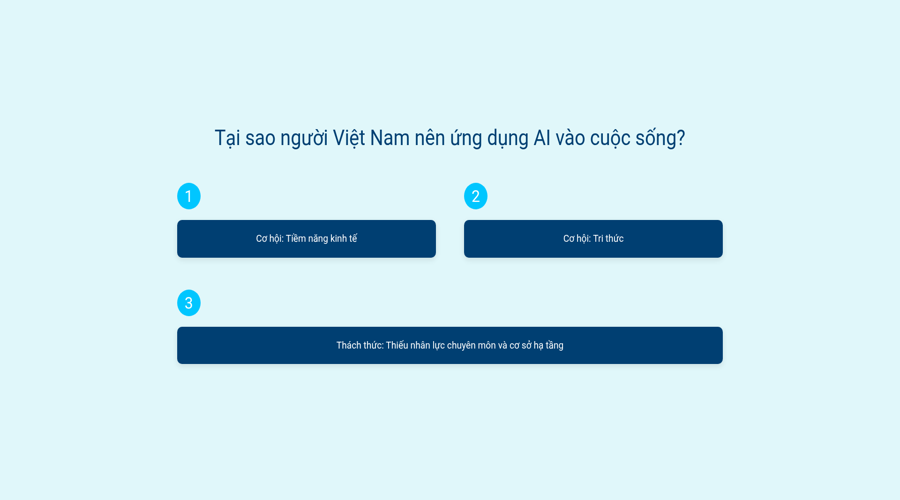 Tại sao người Việt Nam nên ứng dụng AI vào cuộc sống?
1
2
Cơ hội: Tiềm năng kinh tế
Cơ hội: Tri thức
3
Thách thức: Thiếu nhân lực chuyên môn và cơ sở hạ tầng